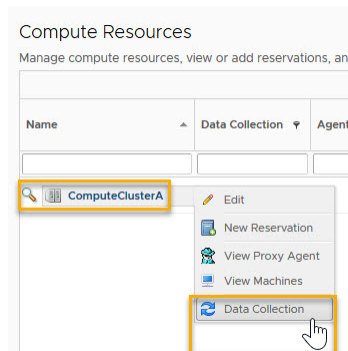 Compute Resources
Manage compute resources, view or add reservations, an
Name Data Collection Agent
ComputeClusterA
Edit
New Reservation
View Proxy Agent
View Machines
Data Collection